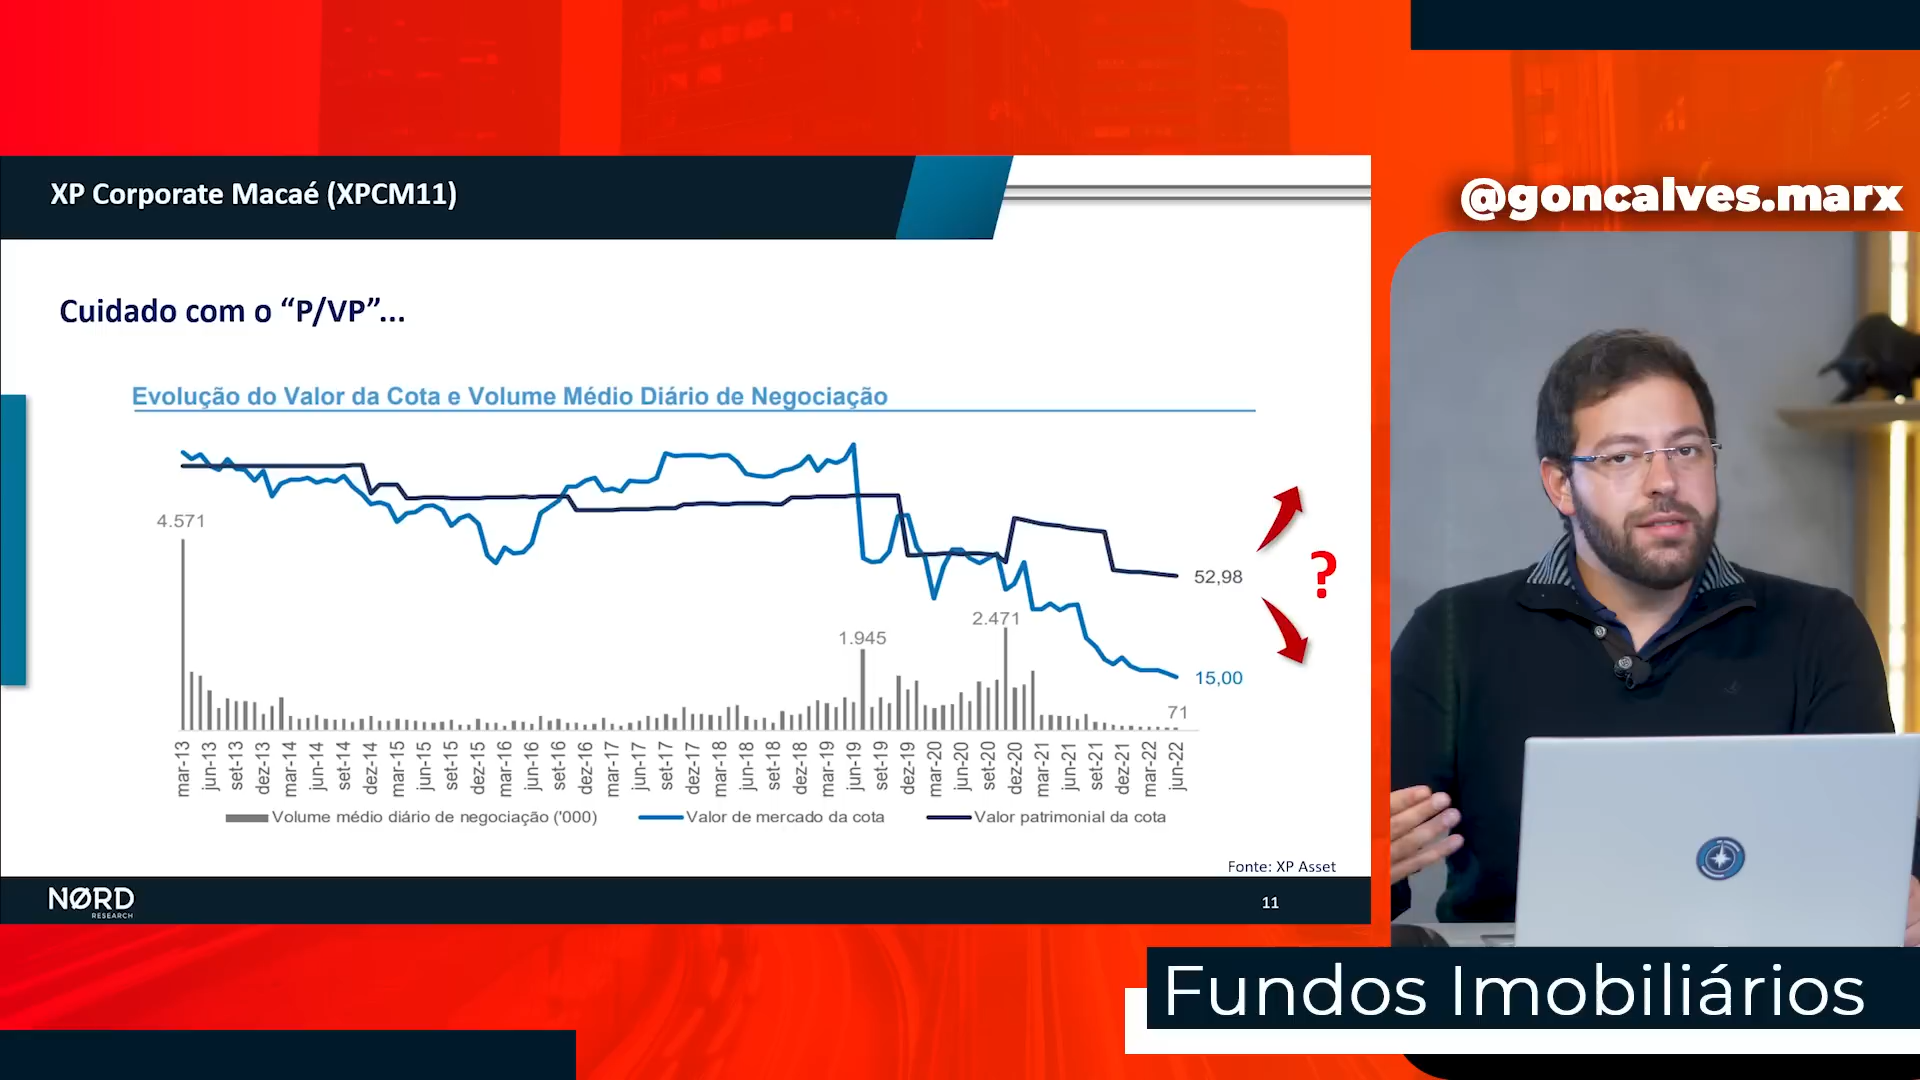 XP Corporate Macaé (XPCM11)
@goncalves.marx
Cuidado com o “P/VP”...
Evolução do Valor da Cota e Volume Médio Diário de Negociação
4.571
1.945
2.471
52,98
?
15,00
71
mar-13
jun-13
set-13
dez-13
mar-14
jun-14
set-14
dez-14
mar-15
jun-15
set-15
dez-15
mar-16
jun-16
set-16
dez-16
mar-17
jun-17
set-17
dez-17
mar-18
jun-18
set-18
dez-18
mar-19
jun-19
set-19
dez-19
mar-20
jun-20
set-20
dez-20
mar-21
jun-21
set-21
dez-21
mar-22
jun-22
Volume médio diário de negociação ('000)
Valor de mercado da cota
Valor patrimonial da cota
Fonte: XP Asset
NØRD
RESEARCH
11
Fundos Imobiliários